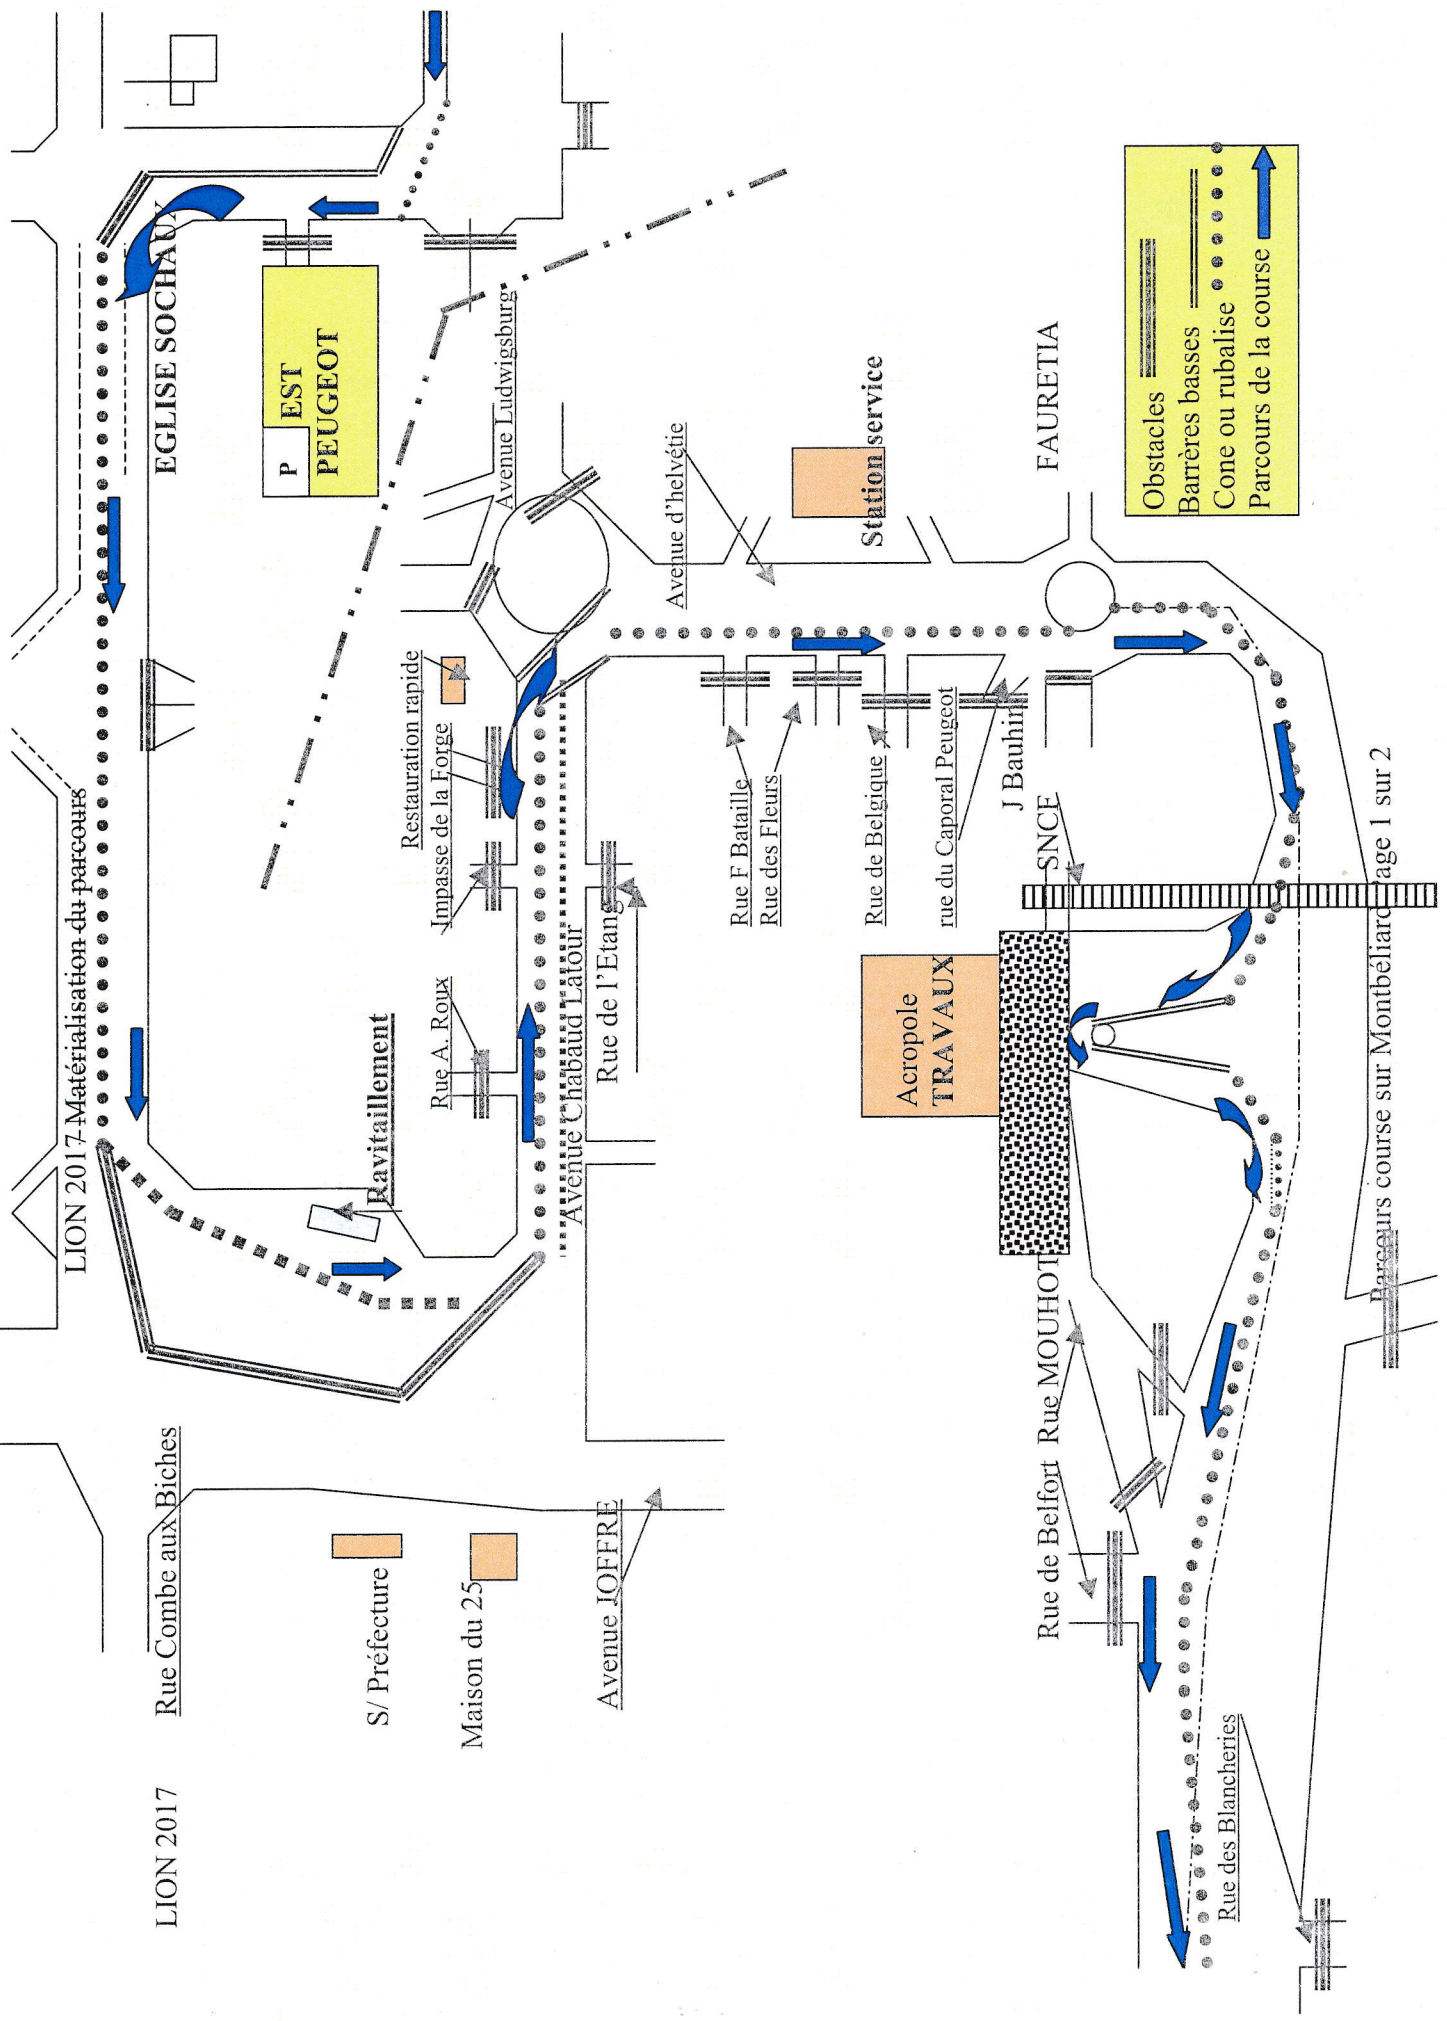 LION 2017-Matérialisation du parcours
LION 2017
Rue Combe aux Biches
EGLISE SOCHAUX
P EST
PEUGEOT
S/ Préfecture
Ravitaillement
Maison du 25
Rue A. Roux
Impasse de la Forge
Restauration rapide
Avenue Ludwigsburg
Avenue Chabaud Latour
Rue de l'Etang
Avenue JOFFRE
Avenue d'helvétie
Rue F Bataille
Rue des Fleurs
Station service
Rue de Belgique
rue du Caporal Peugeot
J Bauhin
FAURETIA
SNCF
Acropole
TRAVAUX
Rue de Belfort
Rue MOUHOT
Rue des Blancheries
Obstacles
Barrères basses
Cone ou rubalise
Parcours de la course
Parcours course sur Montbéliard
age 1 sur 2